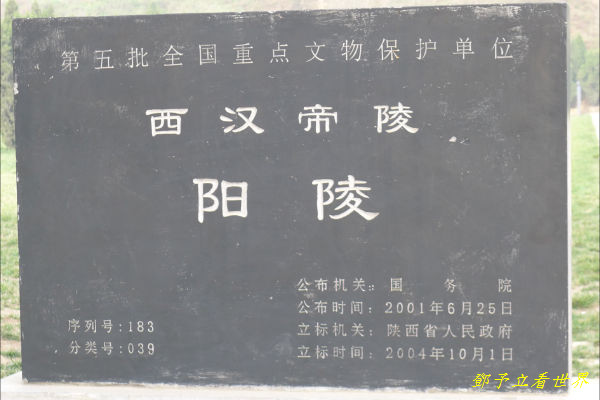 第五批全国重点文物保护单位
西汉帝陵
阳陵
公布机关:国务院
公布时间:2001年6月25日
序列号:183
立标机关:陕西省人民政府
分类号:039
立标时间:2004年10月1日
鄭予立看世界